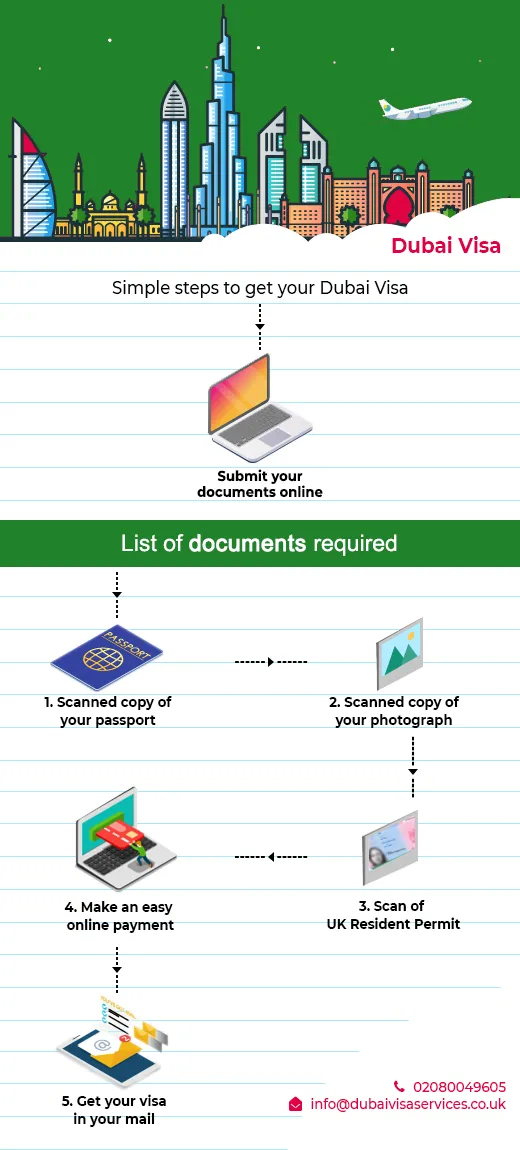 Dubai Visa
Simple steps to get your Dubai Visa
Submit your
documents online
List of documents required
PASSPORT
1. Scanned copy of
your passport
2. Scanned copy of
your photograph
3. Scan of
UK Resident Permit
4. Make an easy
online payment
5. Get your visa
in your mail
02080049605
info@dubaivisaservices.co.uk